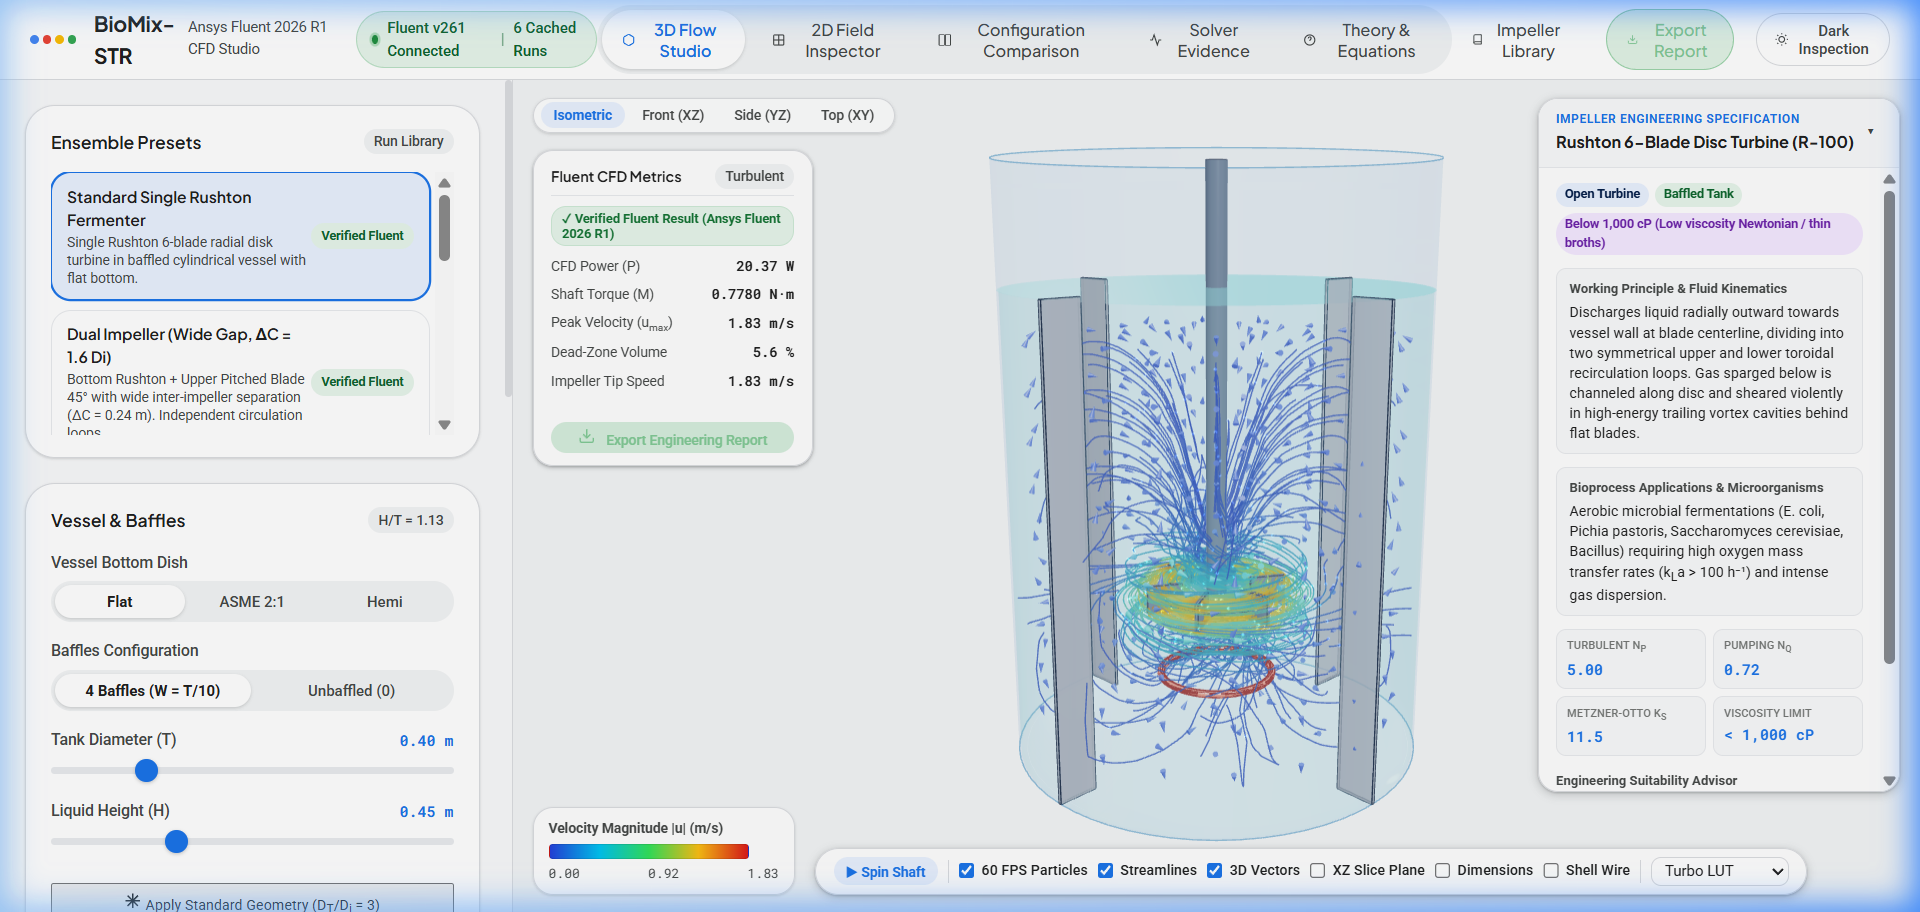 BioMix-STR
Ansys Fluent 2026 R1 CFD Studio
Fluent v261 Connected | 6 Cached Runs
3D Flow Studio
2D Field Inspector
Configuration Comparison
Solver Evidence
Theory & Equations
Impeller Library
Export Report
Dark Inspection
Ensemble Presets
Run Library
Standard Single Rushton Fermenter
Single Rushton 6-blade radial disk
turbine in baffled cylindrical vessel with
flat bottom.
Verified Fluent
Dual Impeller (Wide Gap, ΔC =
1.6 Di)
Bottom Rushton + Upper Pitched Blade
45° with wide inter-impeller separation
(ΔC = 0.24 m). Independent circulation
loops
Verified Fluent
Vessel & Baffles
H/T = 1.13
Vessel Bottom Dish
Flat
ASME 2:1
Hemi
Baffles Configuration
4 Baffles (W = T/10)
Unbaffled (0)
Tank Diameter (T)
0.40 m
Liquid Height (H)
0.45 m
Apply Standard Geometry (DT/Di = 3)
Isometric
Front (XZ)
Side (YZ)
Top (XY)
Fluent CFD Metrics
Turbulent
✓ Verified Fluent Result (Ansys Fluent
2026 R1)
CFD Power (P) 20.37 W
Shaft Torque (M) 0.7780 N·m
Peak Velocity (umax) 1.83 m/s
Dead-Zone Volume 5.6 %
Impeller Tip Speed 1.83 m/s
Export Engineering Report
Velocity Magnitude |u| (m/s)
0.00 0.92 1.83
▶ Spin Shaft
60 FPS Particles
Streamlines
3D Vectors
XZ Slice Plane
Dimensions
Shell Wire
Turbo LUT
IMPELLER ENGINEERING SPECIFICATION
Rushton 6-Blade Disc Turbine (R-100)
Open Turbine
Baffled Tank
Below 1,000 cP (Low viscosity Newtonian / thin
broths)
Working Principle & Fluid Kinematics
Discharges liquid radially outward towards
vessel wall at blade centerline, dividing into
two symmetrical upper and lower toroidal
recirculation loops. Gas sparged below is
channeled along disc and sheared violently
in high-energy trailing vortex cavities behind
flat blades.
Bioprocess Applications & Microorganisms
Aerobic microbial fermentations (E. coli,
Pichia pastoris, Saccharomyces cerevisiae,
Bacillus) requiring high oxygen mass
transfer rates (kLa > 100 h⁻¹) and intense
gas dispersion.
TURBULENT NP
5.00
PUMPING NQ
0.72
METZNER-OTTO KS
11.5
VISCOSITY LIMIT
< 1,000 cP
Engineering Suitability Advisor